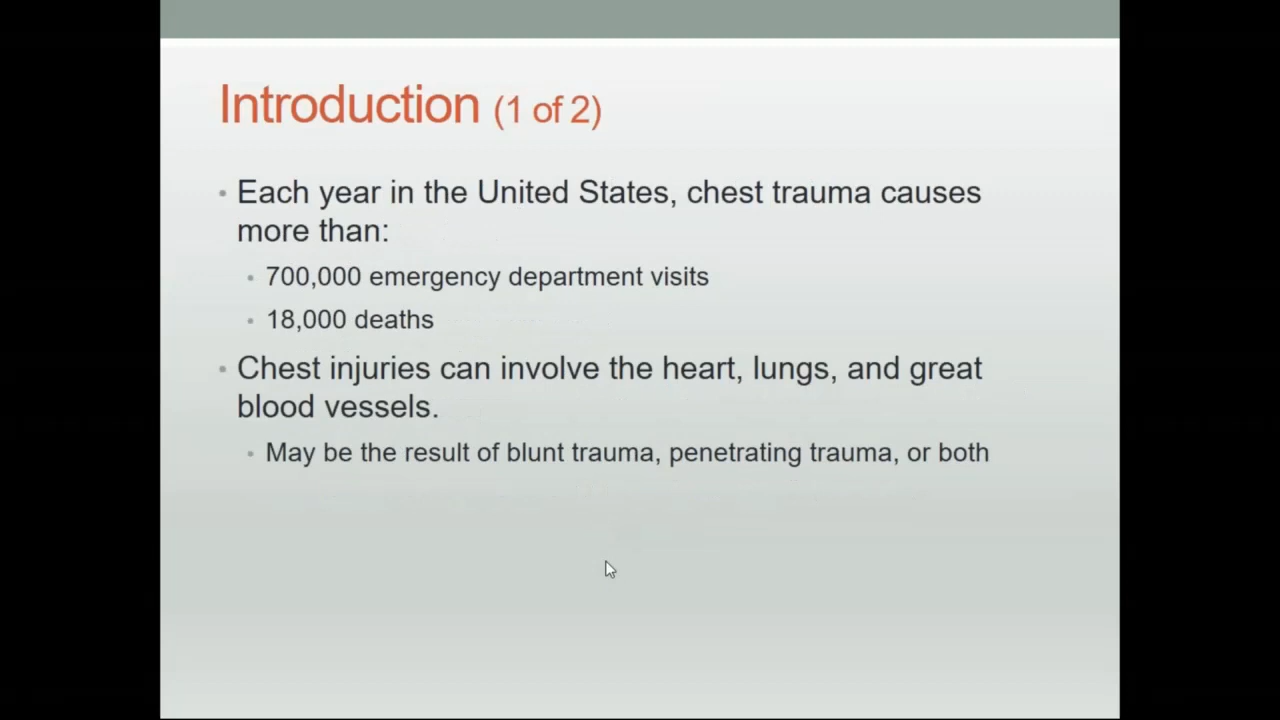 Introduction (1 of 2)
• Each year in the United States, chest trauma causes
more than:
• 700,000 emergency department visits
• 18,000 deaths
• Chest injuries can involve the heart, lungs, and great
blood vessels.
• May be the result of blunt trauma, penetrating trauma, or both